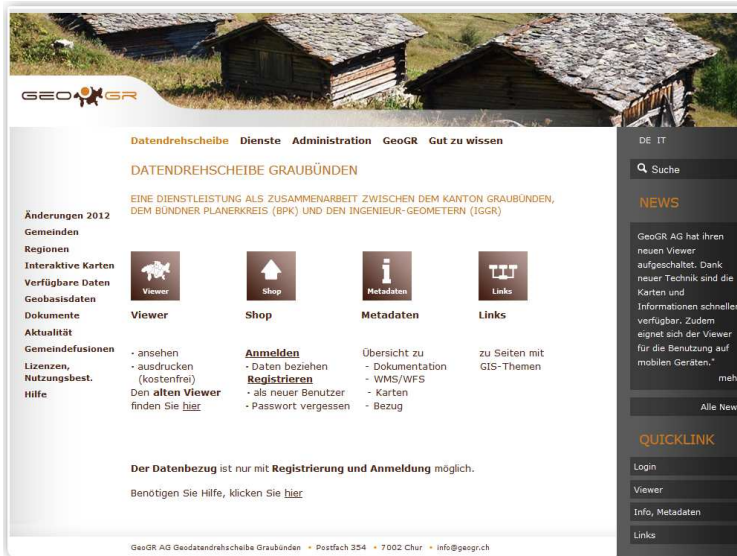 GEO GR
Datendrehscheibe Dienste Administration GeoGR Gut zu wissen
DATENDREHSCHEIBE GRAUBÜNDEN
EINE DIENSTLEISTUNG ALS ZUSAMMENARBEIT ZWISCHEN DEM KANTON GRAUBÜNDEN,
DEM BÜNDNER PLANERKREIS (BPK) UND DEN INGENIEUR-GEOMETERN (IGGR)
Änderungen 2012
Gemeinden
Regionen
Interaktive Karten
Verfügbare Daten
Geobasisdaten
Dokumente
Aktualität
Gemeindefusionen
Lizenzen,
Nutzungsbest.
Hilfe
Viewer
Shop
Metadaten
Links
Viewer
- ansehen
- ausdrucken
(kostenfrei)
Den alten Viewer
finden Sie hier
Shop
Anmelden
- Daten beziehen
Registrieren
- als neuer Benutzer
- Passwort vergessen
Metadaten
Übersicht zu
- Dokumentation
- WMS/WFS
- Karten
- Bezug
Links
zu Seiten mit
GIS-Themen
Der Datenbezug ist nur mit Registrierung und Anmeldung möglich.
Benötigen Sie Hilfe, klicken Sie hier
GeoGR AG Geodatendrehscheibe Graubünden • Postfach 354 • 7002 Chur • info@geogr.ch
DE IT
Suche
NEWS
GeoGR AG hat ihren
neuen Viewer
aufgeschaltet. Dank
neuer Technik sind die
Karten und
Informationen schneller
verfügbar. Zudem
eignet sich der Viewer
für die Benutzung auf
mobilen Geräten."
meh
Alle New
QUICKLINK
Login
Viewer
Info, Metadaten
Links